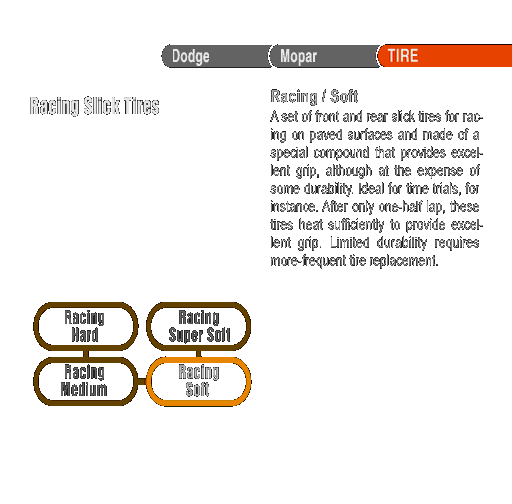 Dodge Mopar TIRE
Racing Slick Tires
Racing / Soft
A set of front and rear slick tires for rac-
ing on paved surfaces and made of a
special compound that provides excel-
lent grip, although at the expense of
some durability. Ideal for time trials, for
instance. After only one-half lap, these
tires heat sufficiently to provide excel-
lent grip. Limited durability requires
more-frequent tire replacement.
Racing Hard
Racing Super Soft
Racing Medium
Racing Soft